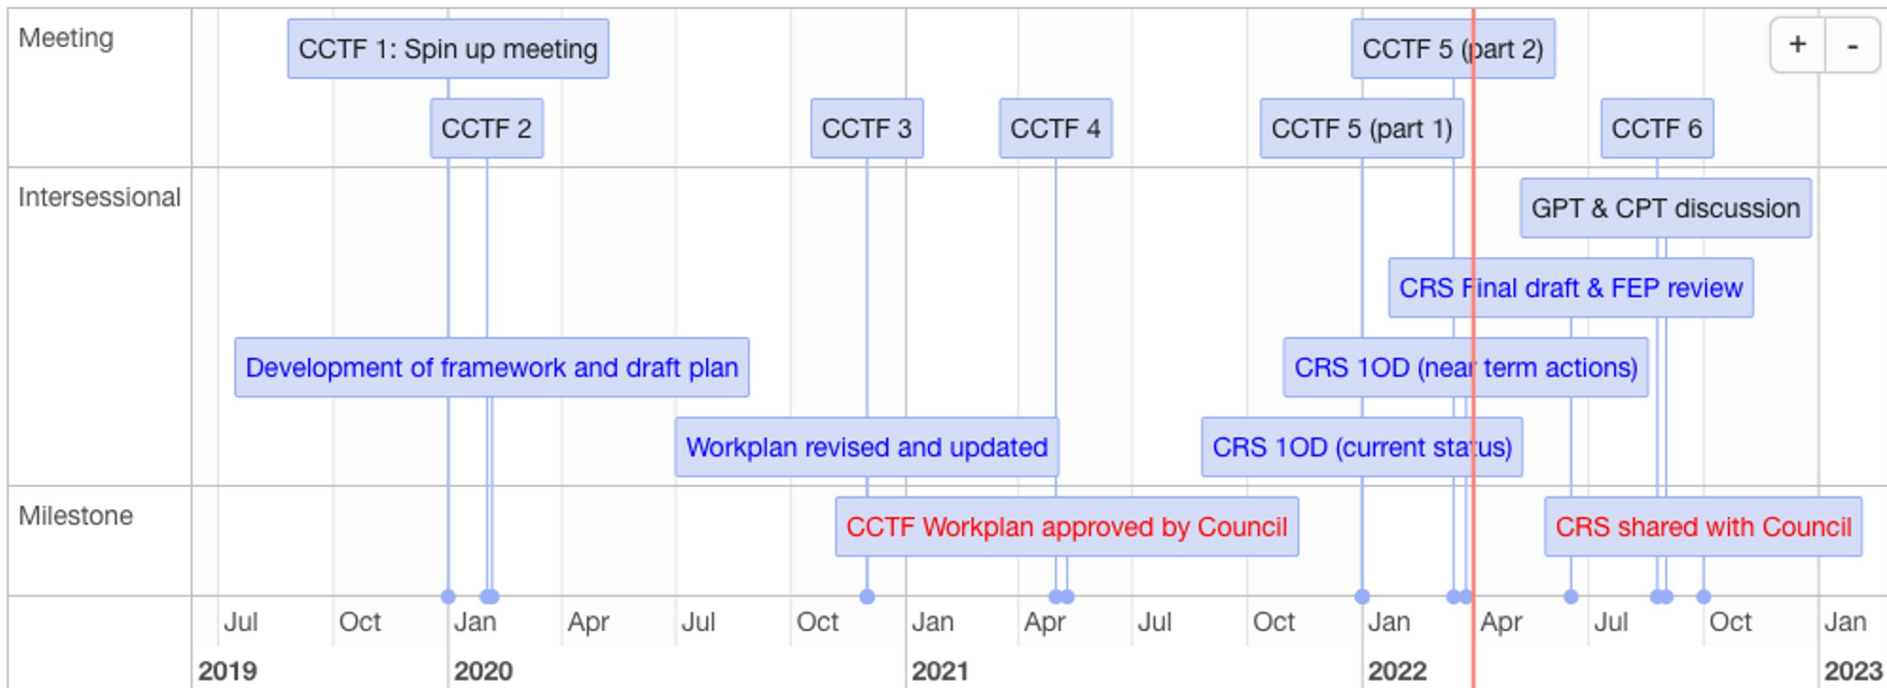 Meeting
CCTF 1: Spin up meeting
CCTF 5 (part 2)
+
-
CCTF 2
CCTF 3
CCTF 4
CCTF 5 (part 1)
CCTF 6
Intersessional
GPT & CPT discussion
CRS Final draft & FEP review
Development of framework and draft plan
CRS 1OD (near term actions)
Workplan revised and updated
CRS 1OD (current status)
Milestone
CCTF Workplan approved by Council
CRS shared with Council
Jul
Oct
Jan
Apr
Jul
Oct
Jan
Apr
Jul
Oct
Jan
Apr
Jul
Oct
Jan
2019
2020
2021
2022
2023